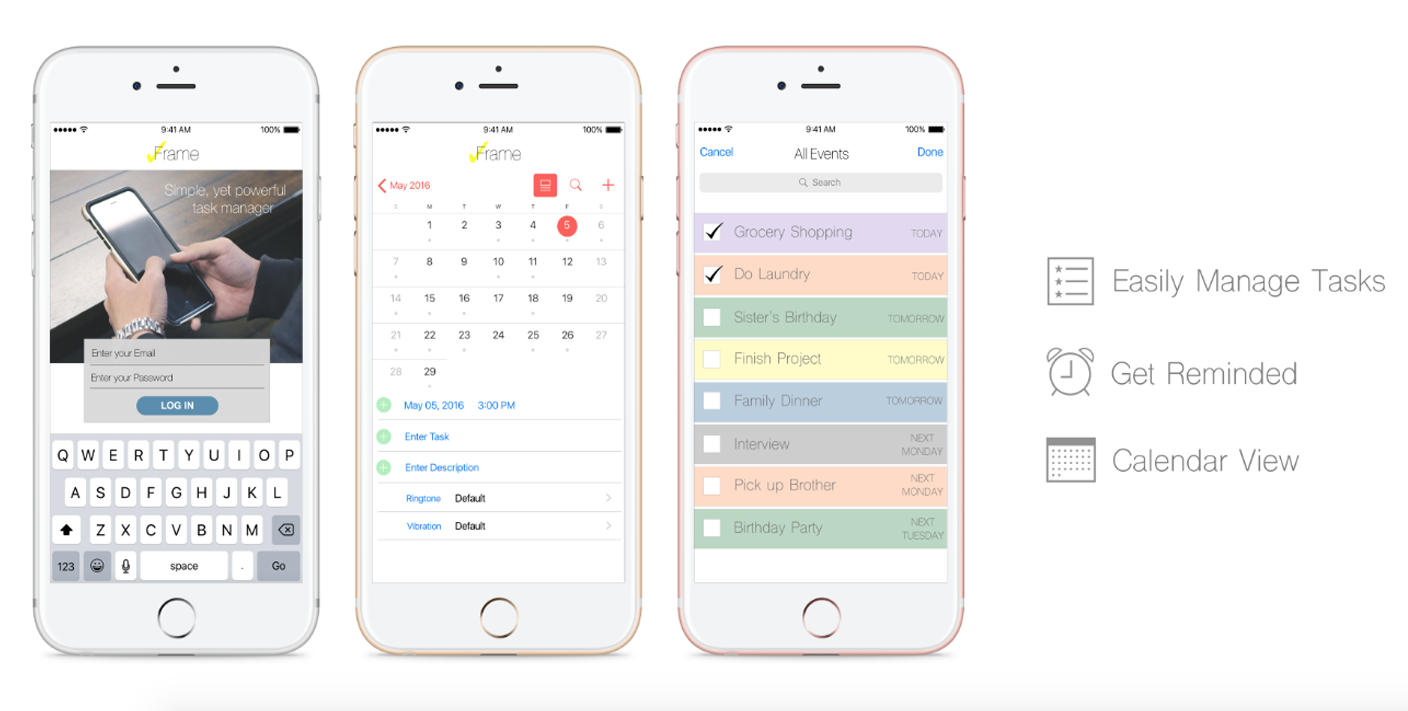 9:41 AM 100%
Frame
Simple, yet powerful
task manager
Enter your Email
Enter your Password
LOG IN
Q W E R T Y U I O P
A S D F G H J K L
Z X C V B N M
123 space . Go
9:41 AM 100%
Frame
May 2016
S M T W T F S
1 2 3 4 5 6
7 8 9 10 11 12 13
14 15 16 17 18 19 20
21 22 23 24 25 26 27
28 29
May 05, 2016 3:00 PM
Enter Task
Enter Description
Ringtone Default
Vibration Default
9:41 AM 100%
Cancel All Events Done
Search
Grocery Shopping TODAY
Do Laundry TODAY
Sister's Birthday TOMORROW
Finish Project TOMORROW
Family Dinner TOMORROW
Interview NEXT
MONDAY
Pick up Brother NEXT
MONDAY
Birthday Party NEXT
TUESDAY
Easily Manage Tasks
Get Reminded
Calendar View